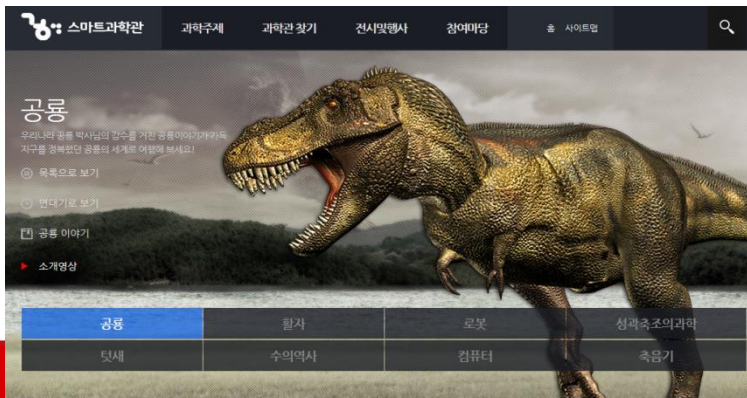 스마트과학관
과학주제 과학관 찾기 전시및행사 참여마당 홈 사이트맵
공룡
우리나라 공룡 박사님의 감수를 거친 공룡이야기가 가득
지구를 정복했던 공룡의 세계로 여행해 보세요!
목록으로 보기
연대기로 보기
공룡 이야기
소개영상
공룡 활자 로봇 성곽축조의과학
텃새 수의역사 컴퓨터 축음기